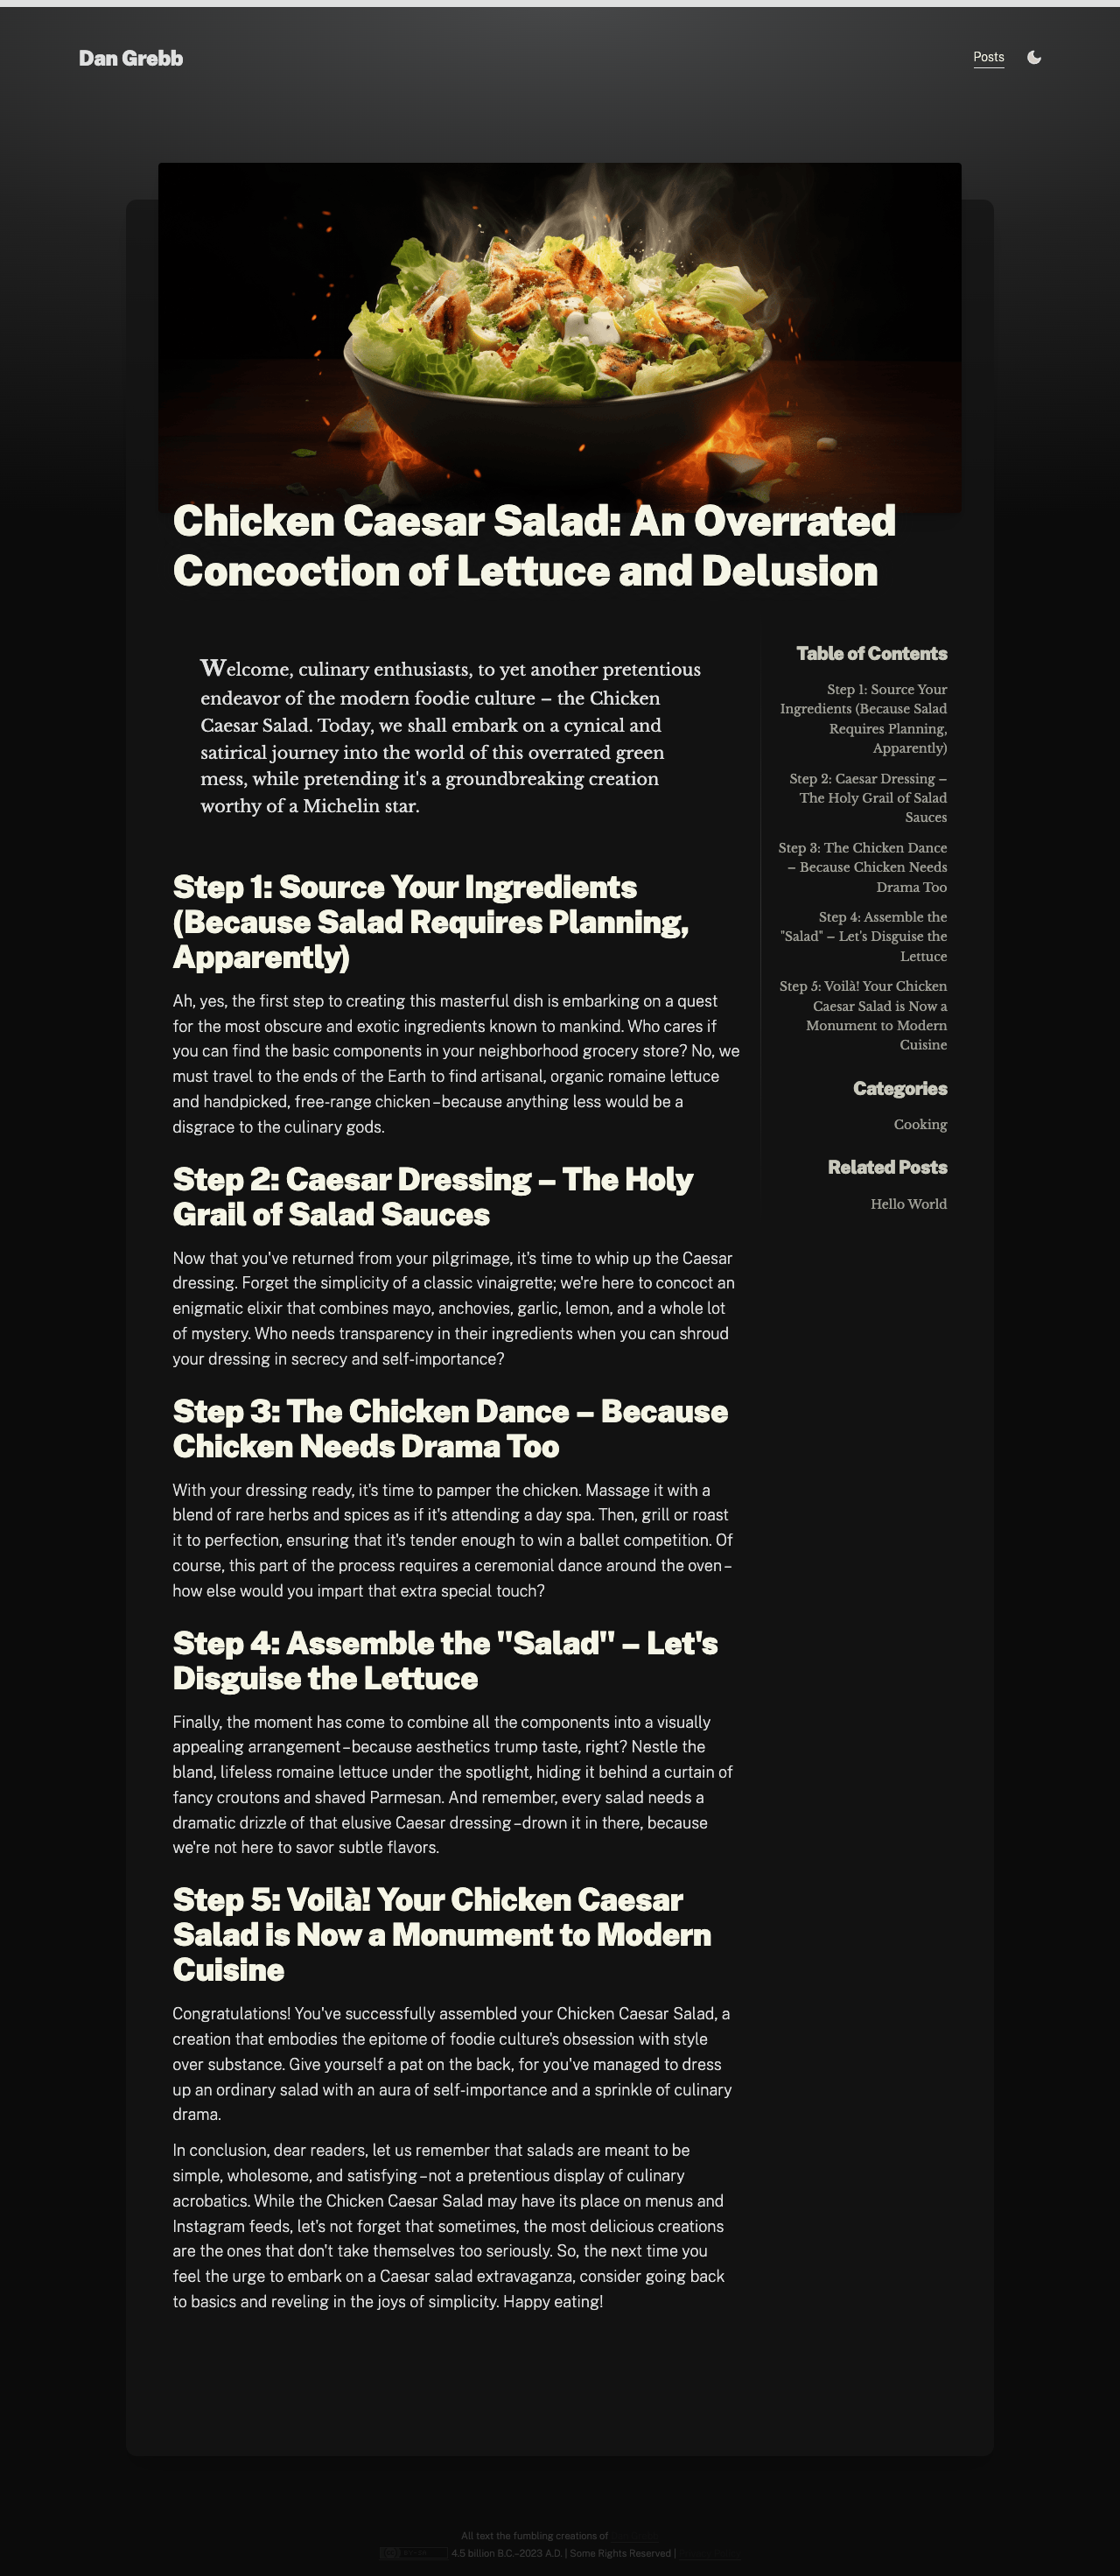 Dan Grebb
Posts
Chicken Caesar Salad: An Overrated
Concoction of Lettuce and Delusion
Welcome, culinary enthusiasts, to yet another pretentious
endeavor of the modern foodie culture – the Chicken
Caesar Salad. Today, we shall embark on a cynical and
satirical journey into the world of this overrated green
mess, while pretending it's a groundbreaking creation
worthy of a Michelin star.
Step 1: Source Your Ingredients
(Because Salad Requires Planning,
Apparently)
Ah, yes, the first step to creating this masterful dish is embarking on a quest
for the most obscure and exotic ingredients known to mankind. Who cares if
you can find the basic components in your neighborhood grocery store? No, we
must travel to the ends of the Earth to find artisanal, organic romaine lettuce
and handpicked, free-range chicken – because anything less would be a
disgrace to the culinary gods.
Step 2: Caesar Dressing – The Holy
Grail of Salad Sauces
Now that you've returned from your pilgrimage, it's time to whip up the Caesar
dressing. Forget the simplicity of a classic vinaigrette; we're here to concoct an
enigmatic elixir that combines mayo, anchovies, garlic, lemon, and a whole lot
of mystery. Who needs transparency in their ingredients when you can shroud
your dressing in secrecy and self-importance?
Step 3: The Chicken Dance – Because
Chicken Needs Drama Too
With your dressing ready, it's time to pamper the chicken. Massage it with a
blend of rare herbs and spices as if it's attending a day spa. Then, grill or roast
it to perfection, ensuring that it's tender enough to win a ballet competition. Of
course, this part of the process requires a ceremonial dance around the oven –
how else would you impart that extra special touch?
Step 4: Assemble the "Salad" – Let's
Disguise the Lettuce
Finally, the moment has come to combine all the components into a visually
appealing arrangement – because aesthetics trump taste, right? Nestle the
bland, lifeless romaine lettuce under the spotlight, hiding it behind a curtain of
fancy croutons and shaved Parmesan. And remember, every salad needs a
dramatic drizzle of that elusive Caesar dressing – drown it in there, because
we're not here to savor subtle flavors.
Step 5: Voilà! Your Chicken Caesar
Salad is Now a Monument to Modern
Cuisine
Congratulations! You've successfully assembled your Chicken Caesar Salad, a
creation that embodies the epitome of foodie culture's obsession with style
over substance. Give yourself a pat on the back, for you've managed to dress
up an ordinary salad with an aura of self-importance and a sprinkle of culinary
drama.
In conclusion, dear readers, let us remember that salads are meant to be
simple, wholesome, and satisfying – not a pretentious display of culinary
acrobatics. While the Chicken Caesar Salad may have its place on menus and
Instagram feeds, let's not forget that sometimes, the most delicious creations
are the ones that don't take themselves too seriously. So, the next time you
feel the urge to embark on a Caesar salad extravaganza, consider going back
to basics and reveling in the joys of simplicity. Happy eating!
Table of Contents
Step 1: Source Your
Ingredients (Because Salad
Requires Planning,
Apparently)
Step 2: Caesar Dressing –
The Holy Grail of Salad
Sauces
Step 3: The Chicken Dance
– Because Chicken Needs
Drama Too
Step 4: Assemble the
"Salad" – Let's Disguise the
Lettuce
Step 5: Voilà! Your Chicken
Caesar Salad is Now a
Monument to Modern
Cuisine
Categories
Cooking
Related Posts
Hello World
All text the fumbling creations of
4.5 billion B.C.–2023 A.D. | Some Rights Reserved |